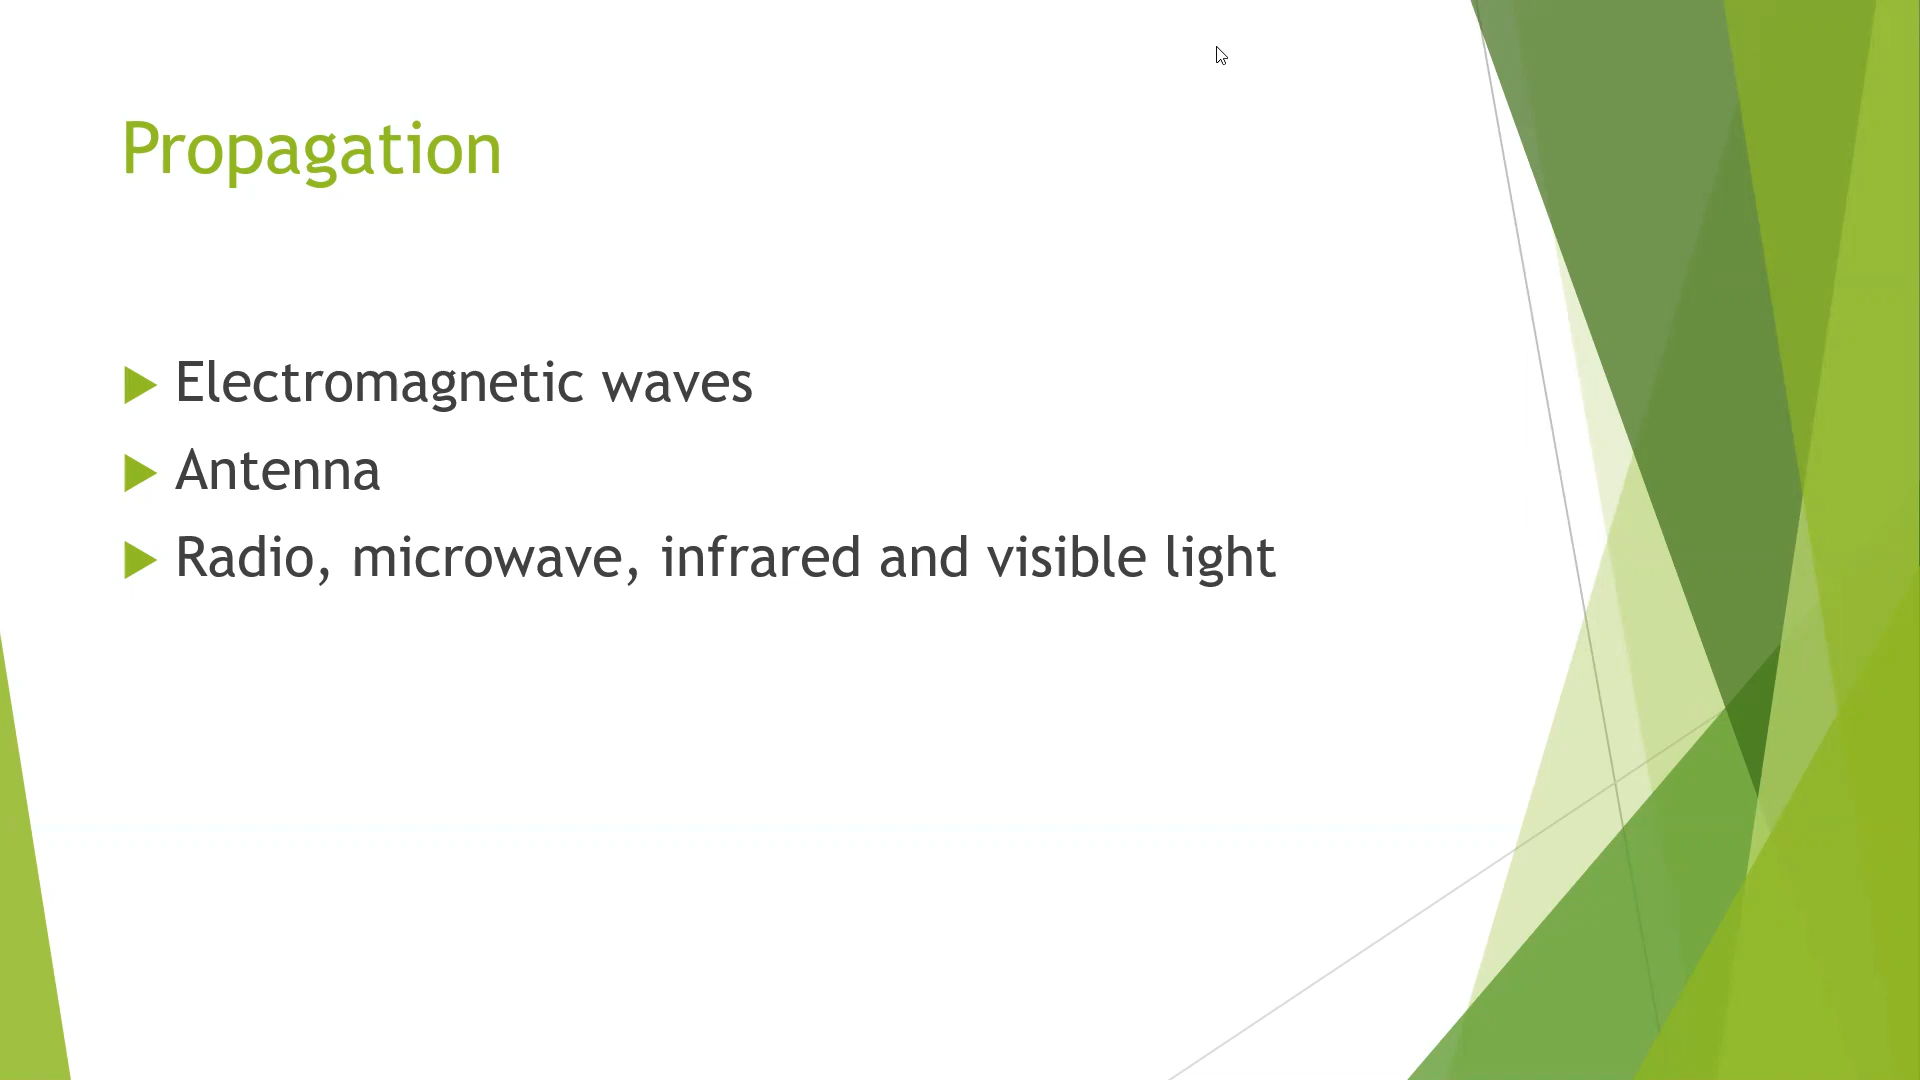 Propagation
Electromagnetic waves
Antenna
Radio, microwave, infrared and visible light